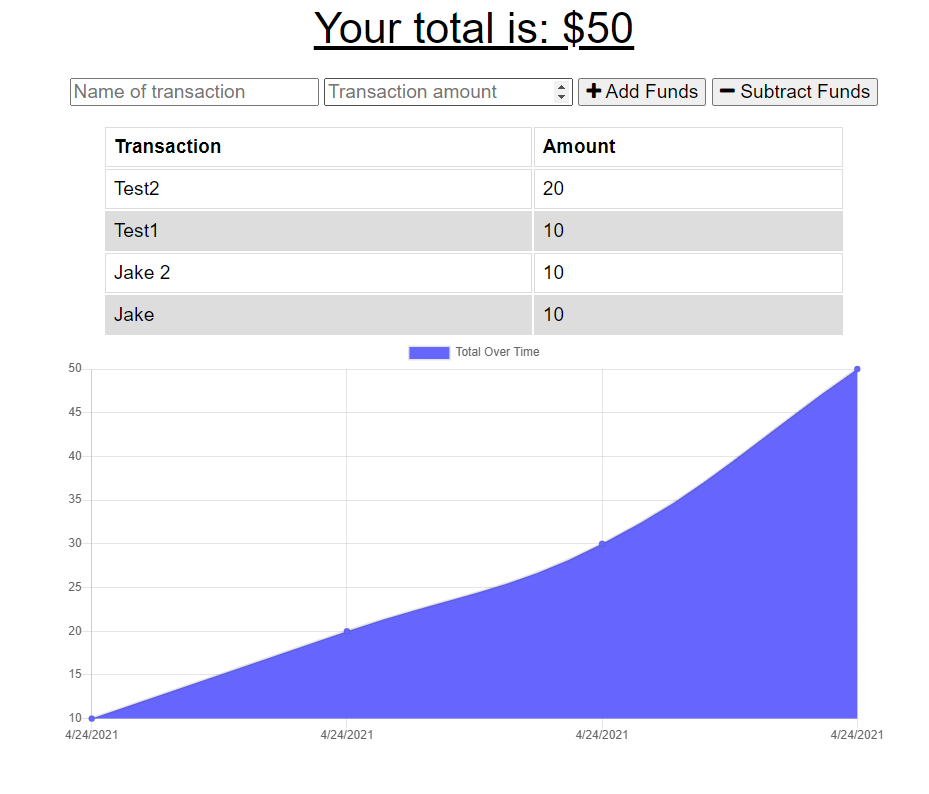 Your total is: $50
Name of transaction Transaction amount Add Funds Subtract Funds
Transaction Amount
Test2 20
Test1 10
Jake 2 10
Jake 10
Total Over Time
50
45
40
35
30
25
20
15
10
4/24/2021 4/24/2021 4/24/2021 4/24/2021